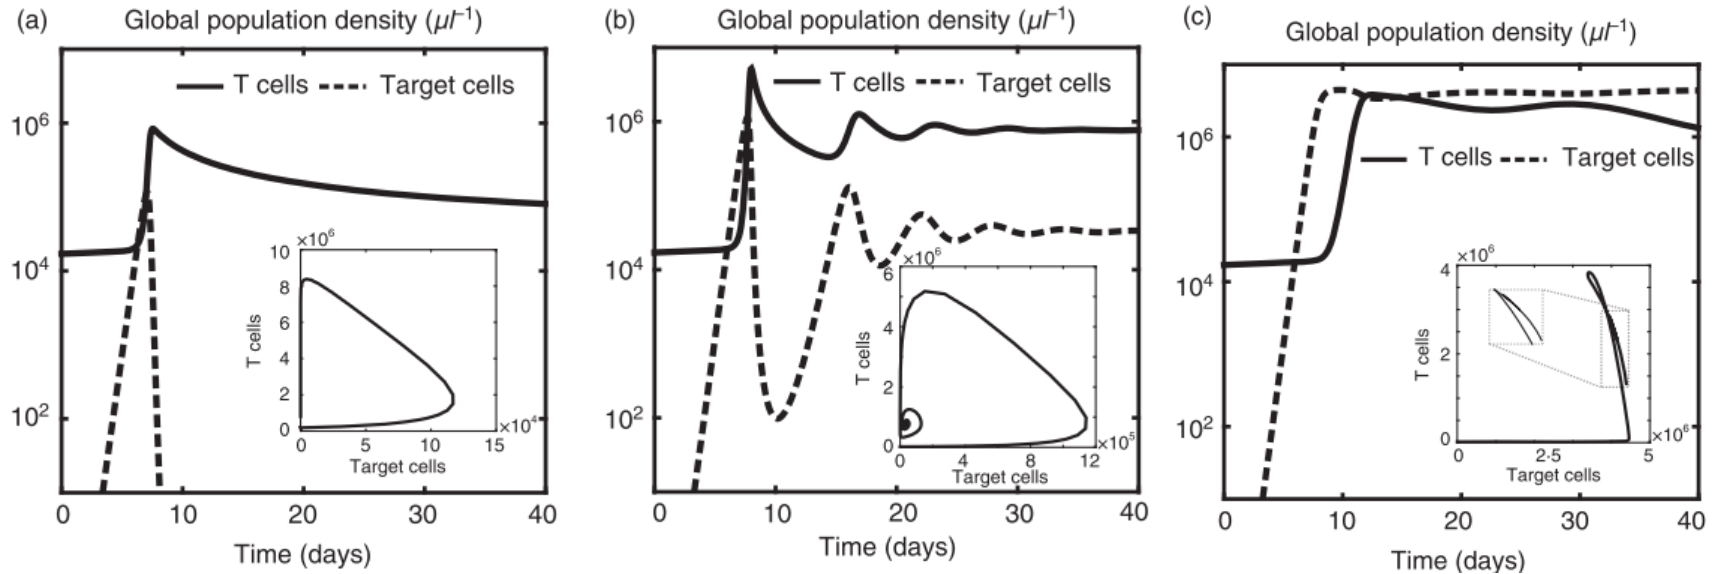 (a) Global population density (µl⁻¹)
T cells Target cells
10⁶
10⁴
10²
0 10 20 30 40
Time (days)
×10⁶
10
8
6
4
2
0
T cells
0 5 10 15 ×10⁴
Target cells
(b) Global population density (µl⁻¹)
T cells Target cells
10⁶
10⁴
10²
0 10 20 30 40
Time (days)
×10⁶
6
4
2
0
T cells
0 4 8 12 ×10⁵
Target cells
(c) Global population density (µl⁻¹)
10⁶
T cells Target cells
10⁴
10²
0 10 20 30 40
Time (days)
×10⁶
4
2
0
T cells
0 2·5 5 ×10⁶
Target cells